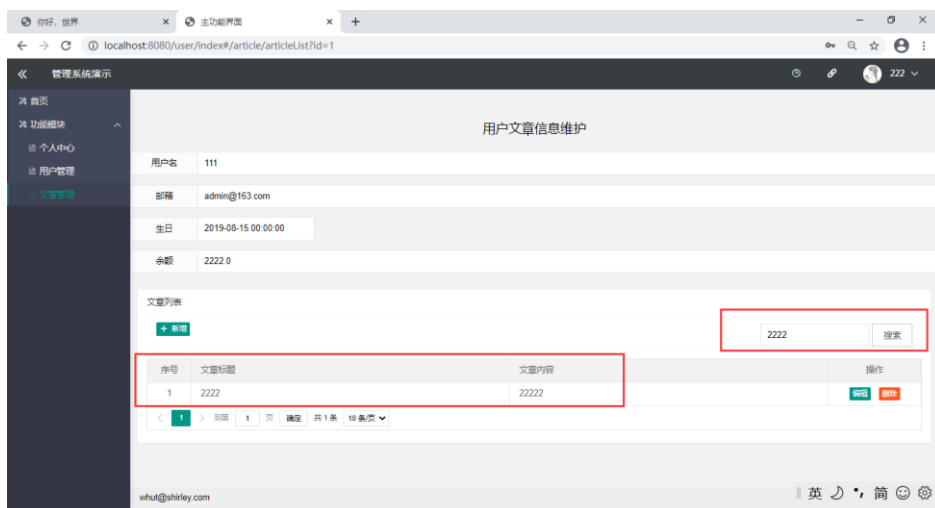 你好，世界
主功能界面
localhost:8080/user/index#/article/articleList?id=1
管理系统演示
222
首页
功能模块
个人中心
用户管理
文章管理
用户文章信息维护
用户名 111
邮箱 admin@163.com
生日 2019-08-15 00:00:00
余额 2222.0
文章列表
+ 新增
2222 搜索
序号 文章标题 文章内容 操作
1 2222 22222 编辑 删除
1 到第 1 页 确定 共 1 条 10 条/页
whut@shirley.com
英 简